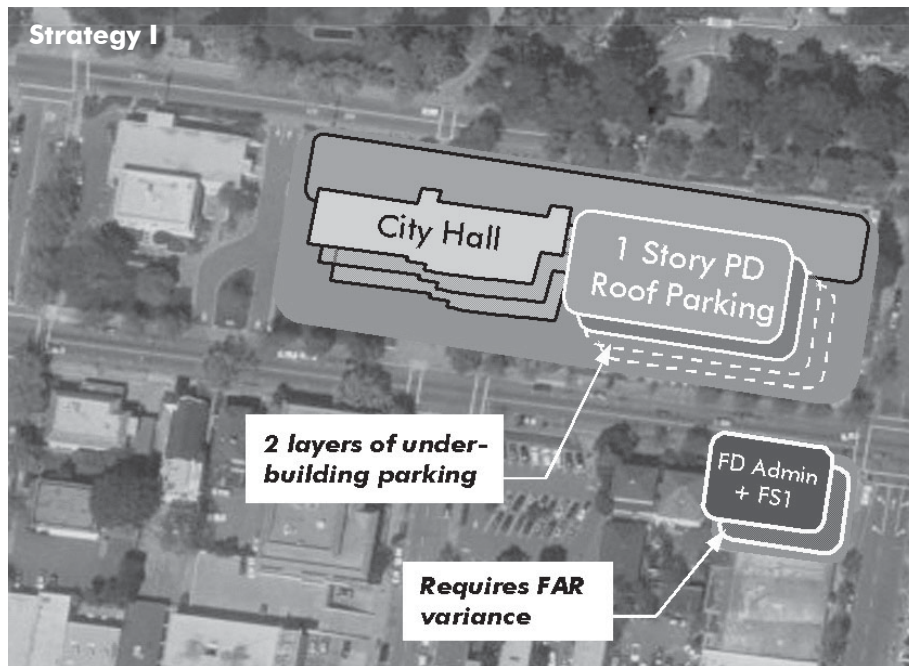 Strategy I
City Hall
1 Story PD
Roof Parking
2 layers of under-
building parking
FD Admin
+ FS1
Requires FAR
variance